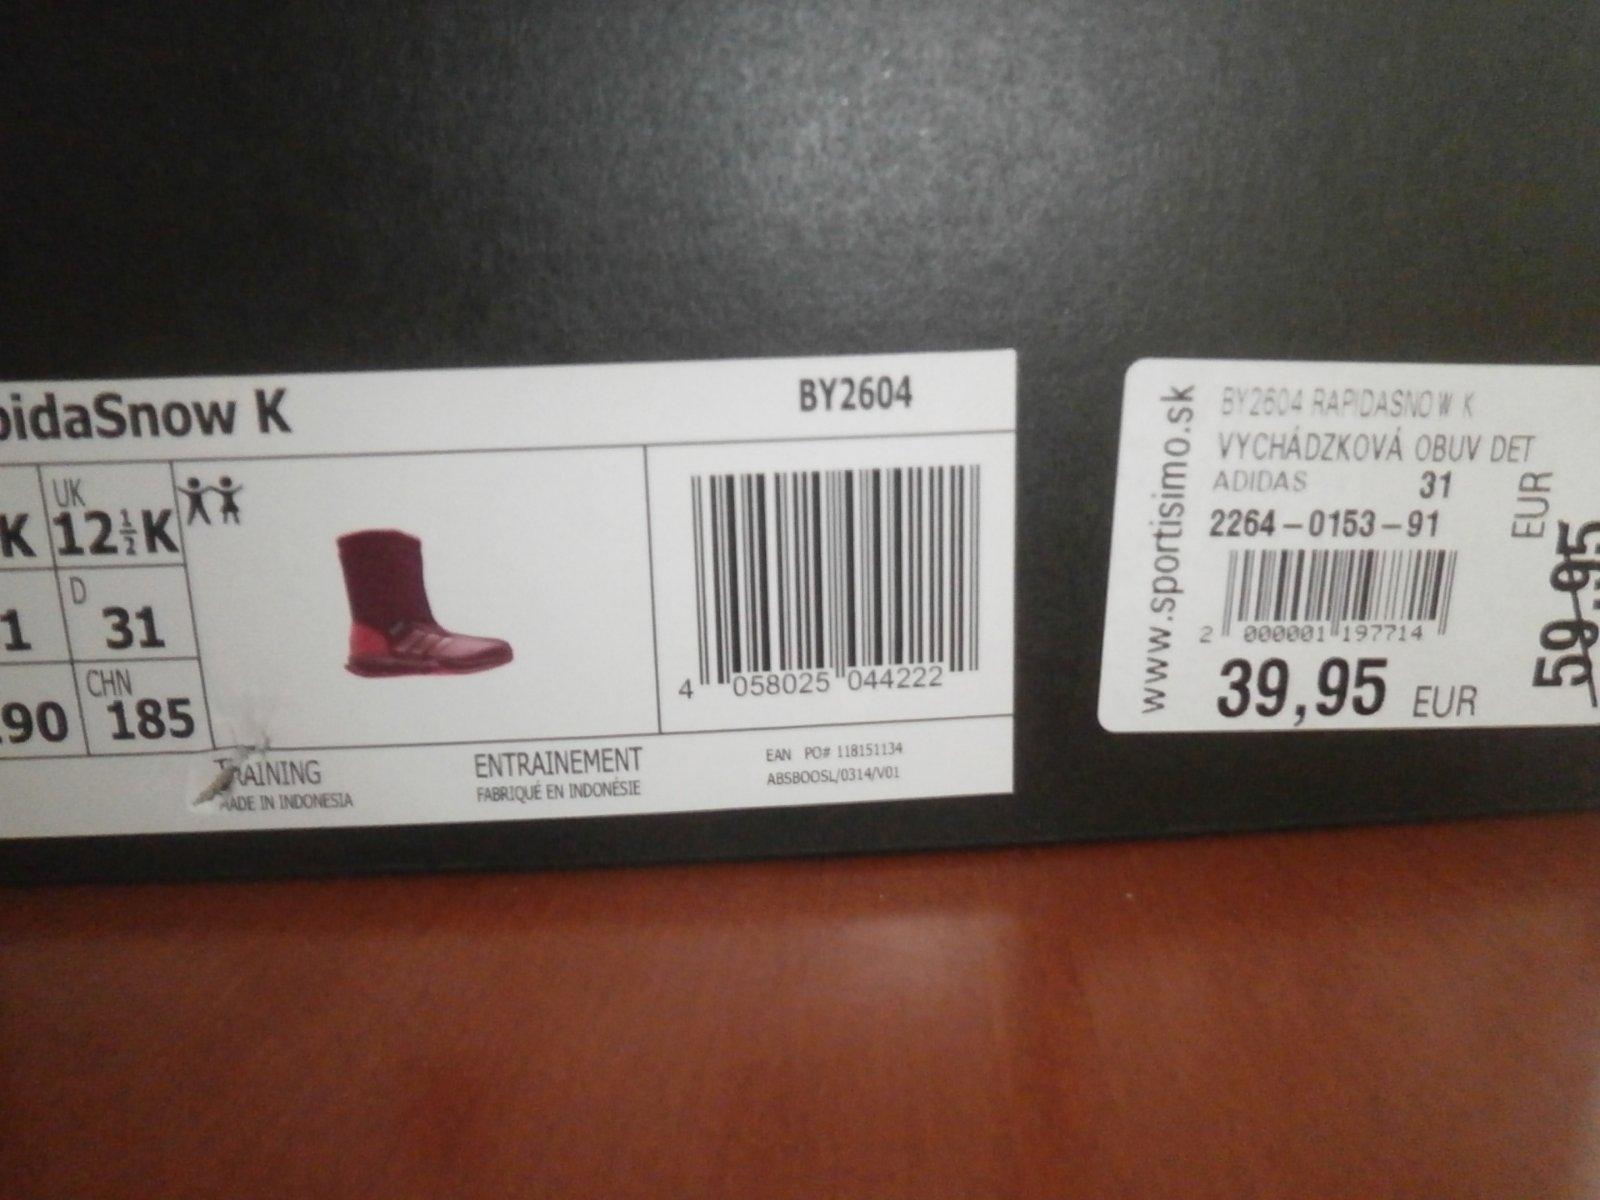 pidaSnow K
BY2604
K
UK
12½K
1
D
31
90
CHN
185
4 058025 044222
TRAINING
MADE IN INDONESIA
ENTRAINEMENT
FABRIQUÉ EN INDONÉSIE
EAN PO# 118151134
ABSBOOSL/0314/V01
www.sportisimo.sk
BY2604 RAPIDASNOW K
VYCHÁDZKOVÁ OBUV DET
ADIDAS 31
2264-0153-91
2 000001 197714
39,95 EUR
EUR
59,95